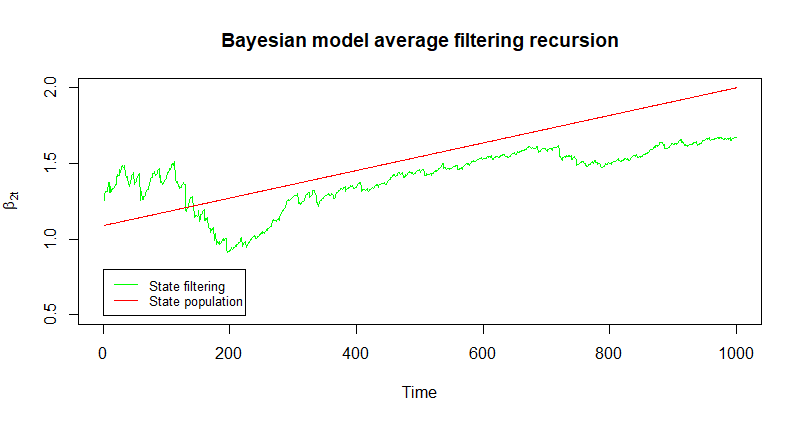 Bayesian model average filtering recursion
β2t
2.0
1.5
1.0
0.5
State filtering
State population
0 200 400 600 800 1000
Time